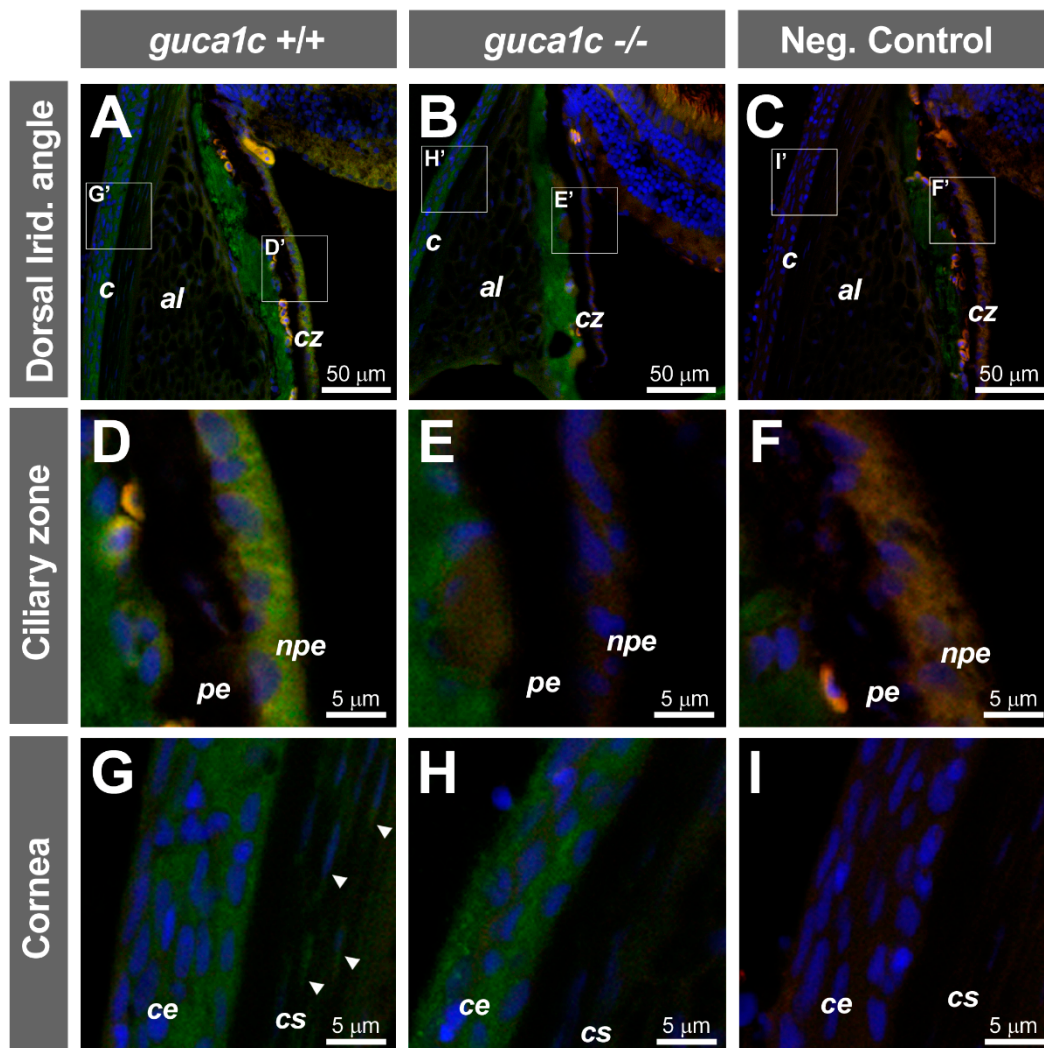 guca1c +/+
guca1c -/-
Neg. Control
Dorsal Irid. angle
A
G'
D'
c
al
cz
50 µm
B
H'
E'
al
cz
50 µm
C
I'
F'
c
al
cz
50 µm
Ciliary zone
D
npe
pe
5 µm
E
npe
pe
5 µm
F
npe
pe
5 µm
Cornea
G
ce
cs
5 µm
H
ce
cs
5 µm
I
ce
cs
5 µm